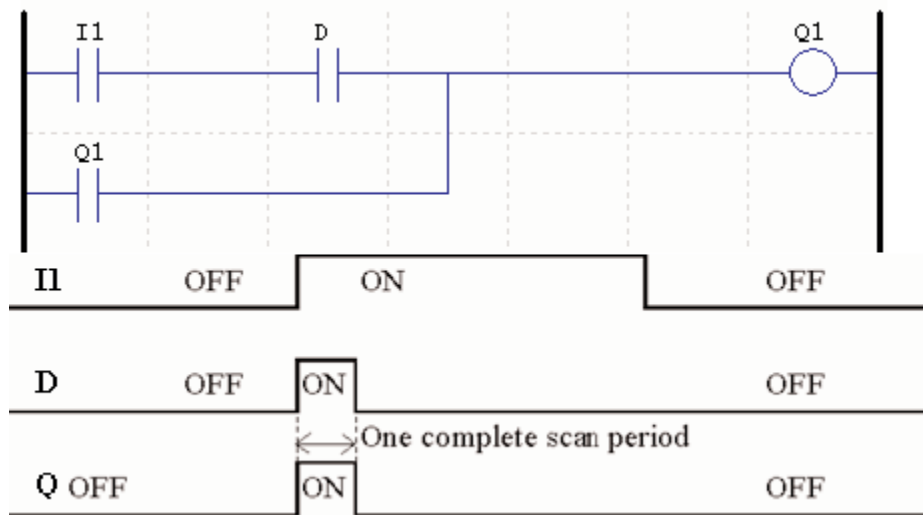 I1 D Q1
Q1
I1 OFF ON OFF
D OFF ON OFF
One complete scan period
Q OFF ON OFF